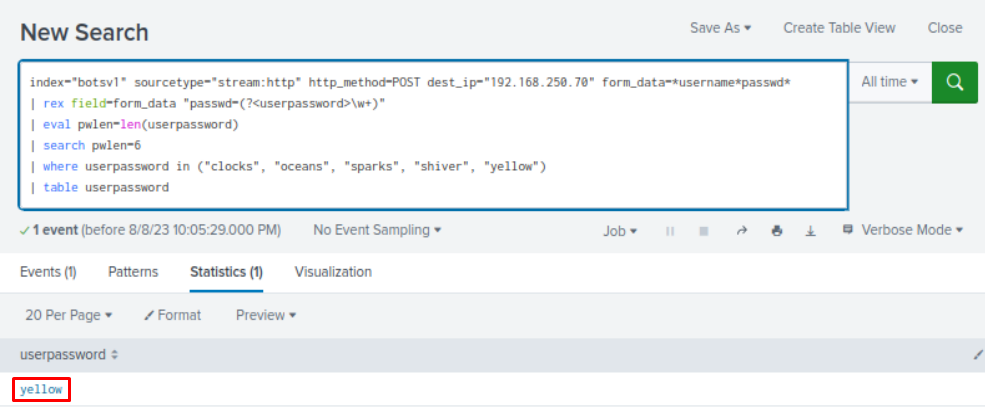 New Search
Save As Create Table View Close
index="botsv1" sourcetype="stream:http" http_method=POST dest_ip="192.168.250.70" form_data=*username*passwd*
| rex field=form_data "passwd=(?<userpassword>\w+)"
| eval pwlen=len(userpassword)
| search pwlen=6
| where userpassword in ("clocks", "oceans", "sparks", "shiver", "yellow")
| table userpassword
All time
1 event (before 8/8/23 10:05:29.000 PM) No Event Sampling Job Verbose Mode
Events (1) Patterns Statistics (1) Visualization
20 Per Page Format Preview
userpassword
yellow